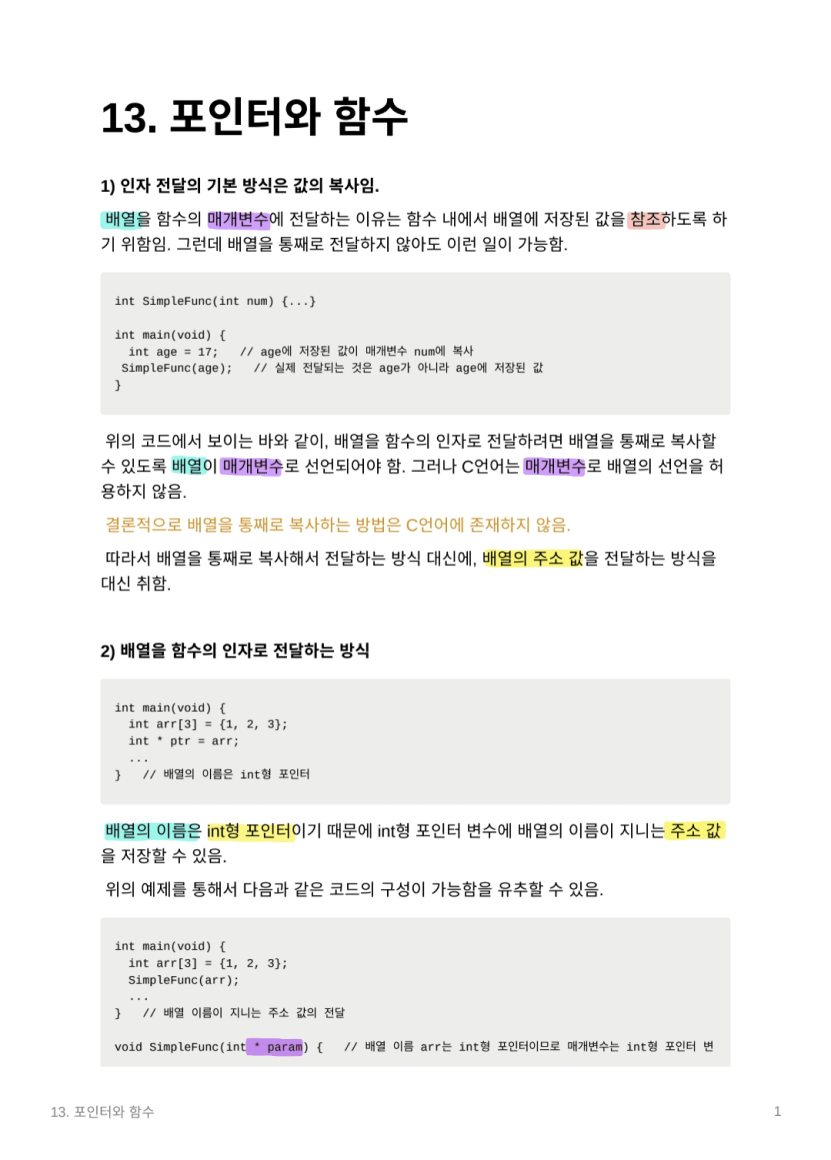 13. 포인터와 함수
1) 인자 전달의 기본 방식은 값의 복사임.
배열을 함수의 매개변수에 전달하는 이유는 함수 내에서 배열에 저장된 값을 참조하도록 하
기 위함임. 그런데 배열을 통째로 전달하지 않아도 이런 일이 가능함.
int SimpleFunc(int num) {...}
int main(void) {
  int age = 17;   // age에 저장된 값이 매개변수 num에 복사
 SimpleFunc(age);   // 실제 전달되는 것은 age가 아니라 age에 저장된 값
}
위의 코드에서 보이는 바와 같이, 배열을 함수의 인자로 전달하려면 배열을 통째로 복사할
수 있도록 배열이 매개변수로 선언되어야 함. 그러나 C언어는 매개변수로 배열의 선언을 허
용하지 않음.
결론적으로 배열을 통째로 복사하는 방법은 C언어에 존재하지 않음.
따라서 배열을 통째로 복사해서 전달하는 방식 대신에, 배열의 주소 값을 전달하는 방식을
대신 취함.
2) 배열을 함수의 인자로 전달하는 방식
int main(void) {
  int arr[3] = {1, 2, 3};
  int * ptr = arr;
  ...
}   // 배열의 이름은 int형 포인터
배열의 이름은 int형 포인터이기 때문에 int형 포인터 변수에 배열의 이름이 지니는 주소 값
을 저장할 수 있음.
위의 예제를 통해서 다음과 같은 코드의 구성이 가능함을 유추할 수 있음.
int main(void) {
  int arr[3] = {1, 2, 3};
  SimpleFunc(arr);
  ...
}   // 배열 이름이 지니는 주소 값의 전달
void SimpleFunc(int * param) {   // 배열 이름 arr는 int형 포인터이므로 매개변수는 int형 포인터 변
13. 포인터와 함수
1